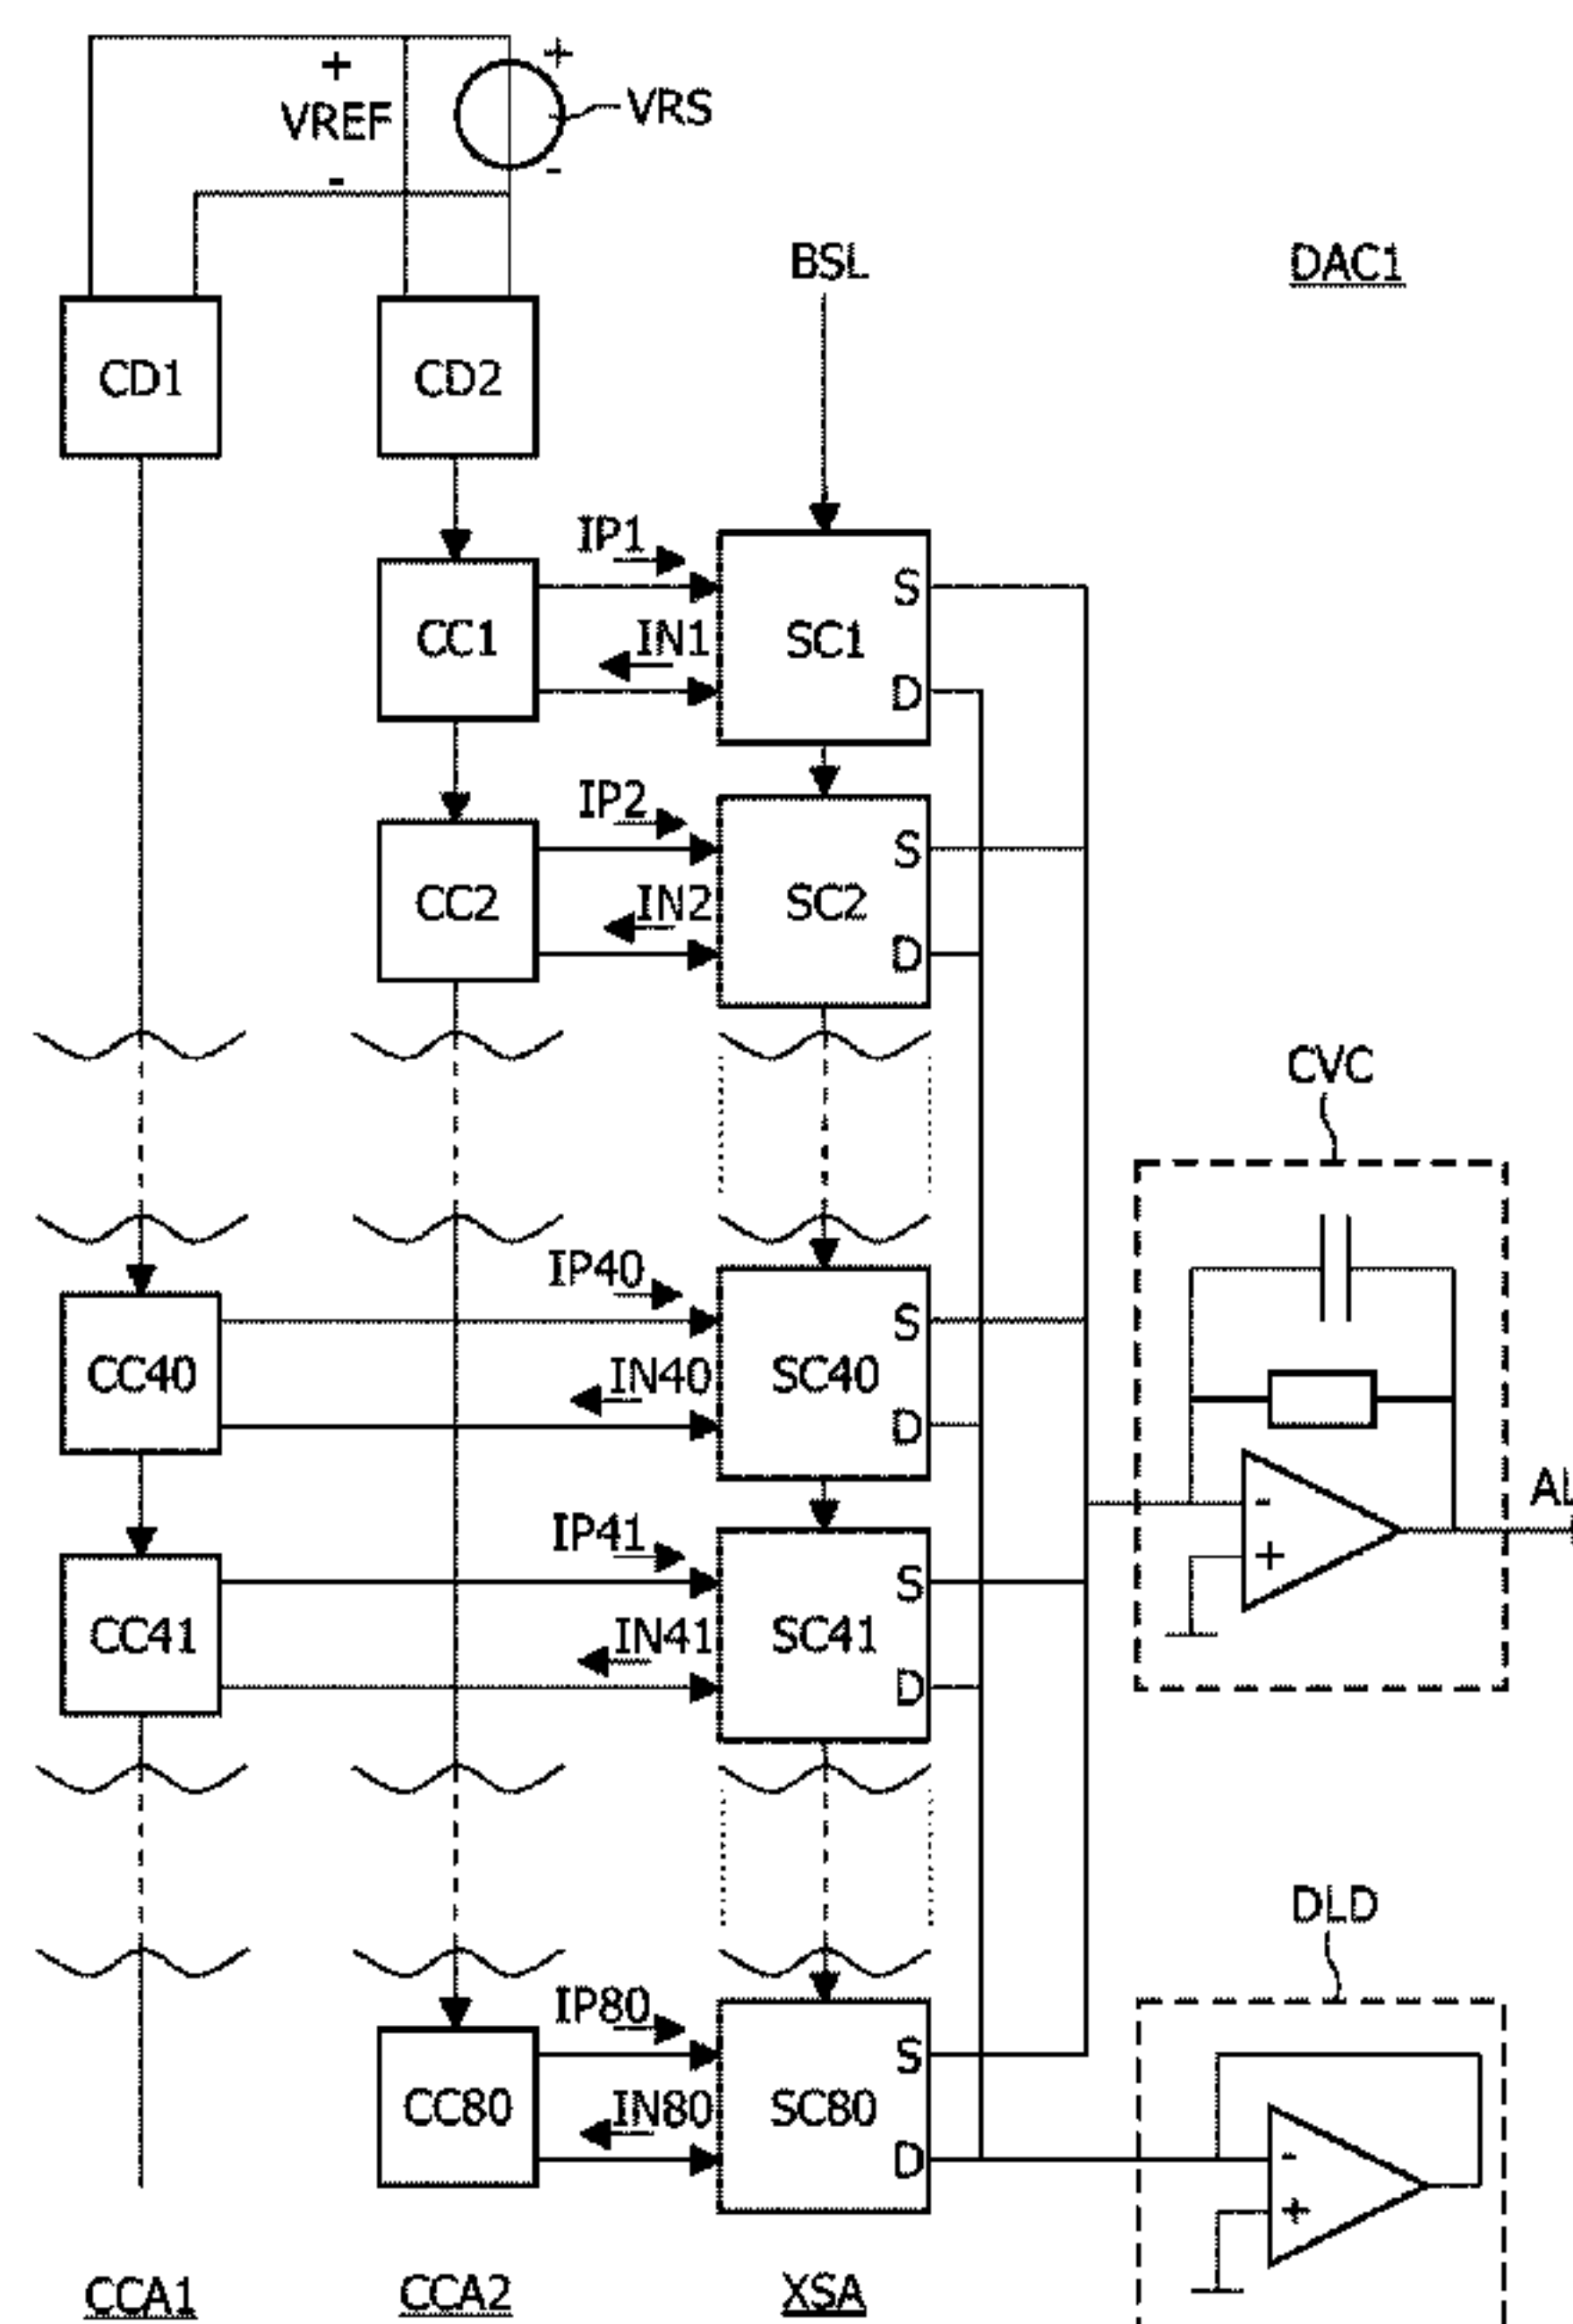 +
+
VREF
VRS
-
-
BSL
DAC1
CD1
CD2
IP1
S
CC1
IN1
SC1
D
IP2
S
CC2
IN2
SC2
D
CVC
IP40
S
CC40
IN40
SC40
D
-
AL
IP41
+
S
CC41
IN41
SC41
D
DLD
IP80
S
CC80
IN80
SC80
D
-
+
CCA1
CCA2
XSA